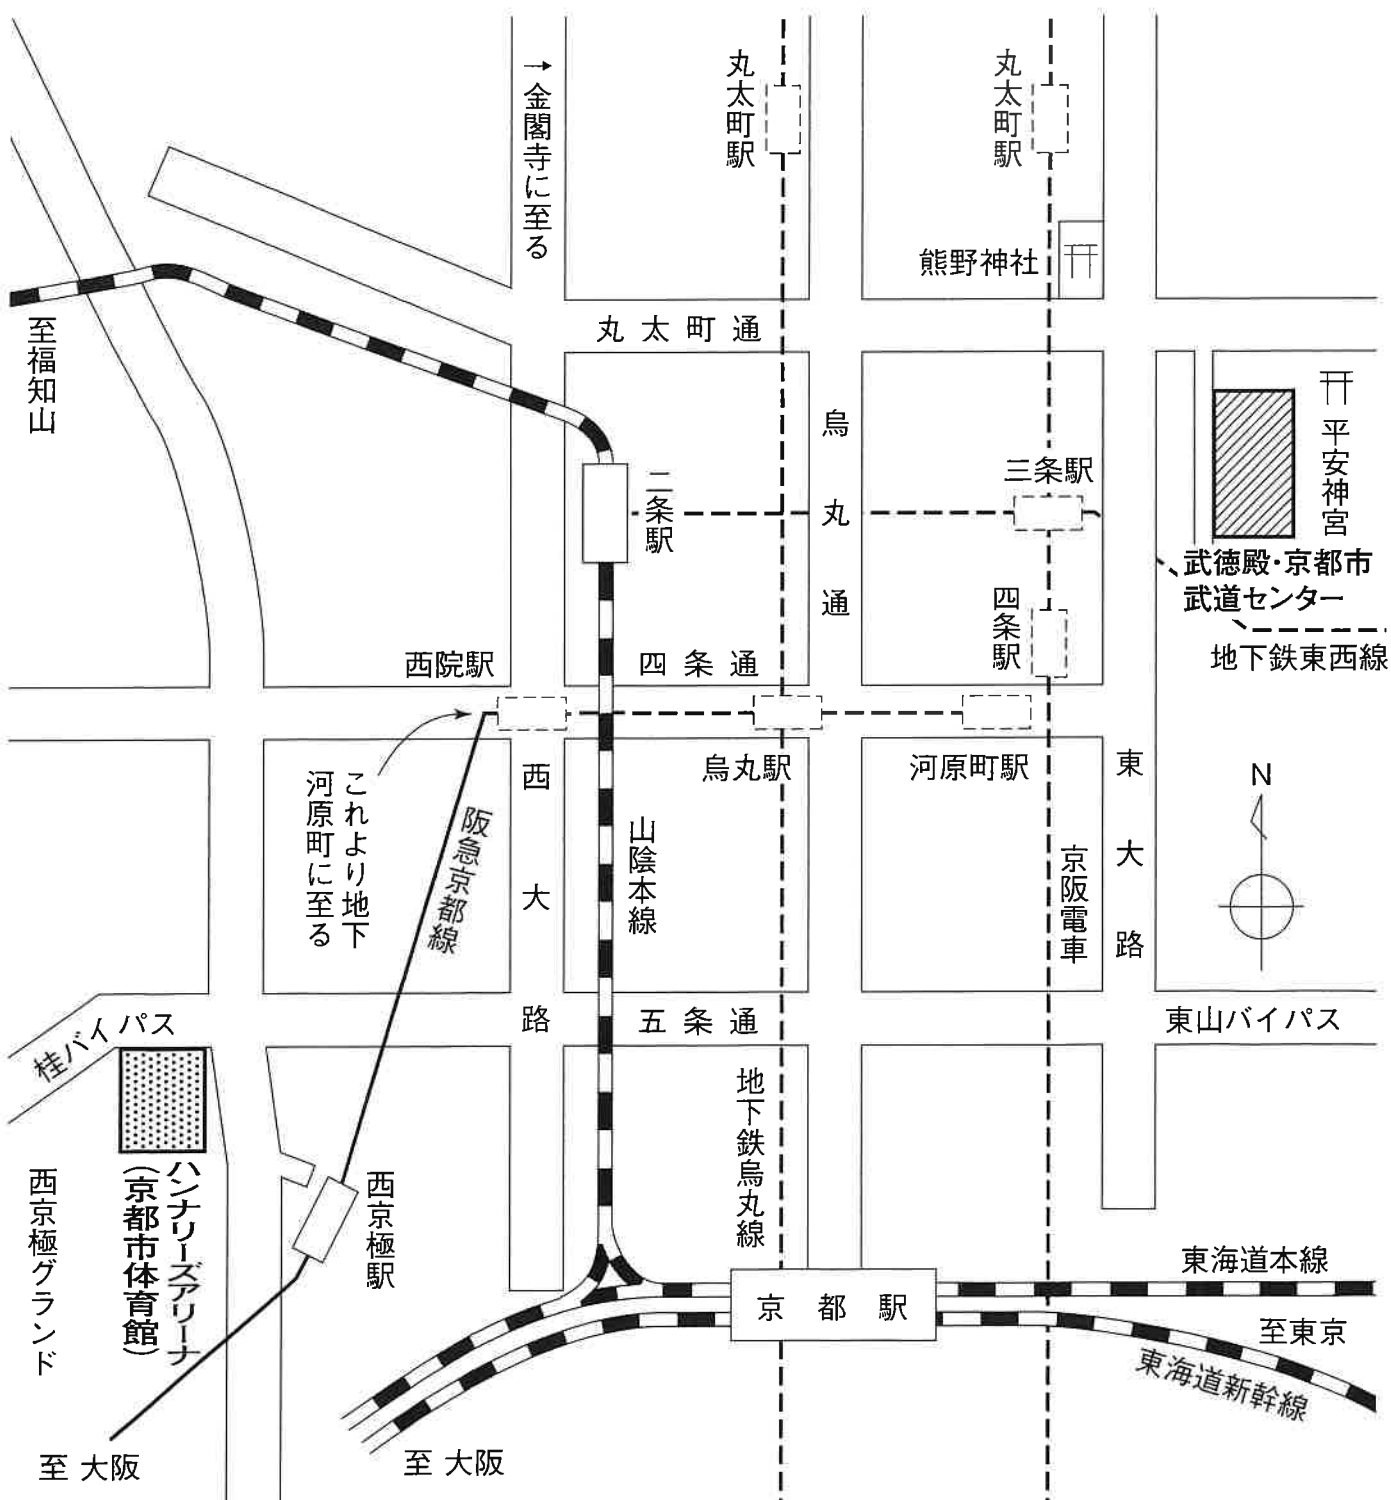 丸太町駅
丸太町駅
→金閣寺に至る
熊野神社
丸太町通
至福知山
烏丸通
平安神宮
三条駅
二条駅
武徳殿・京都市
武道センター
四条駅
地下鉄東西線
西院駅
四条通
烏丸駅
河原町駅
これより地下
河原町に至る
阪急京都線
西大路
山陰本線
京阪電車
東大路
N
桂バイパス
五条通
東山バイパス
地下鉄烏丸線
西京極グランド
ハンナリーズアリーナ
(京都市体育館)
西京極駅
東海道本線
京都駅
至東京
東海道新幹線
至 大阪
至 大阪